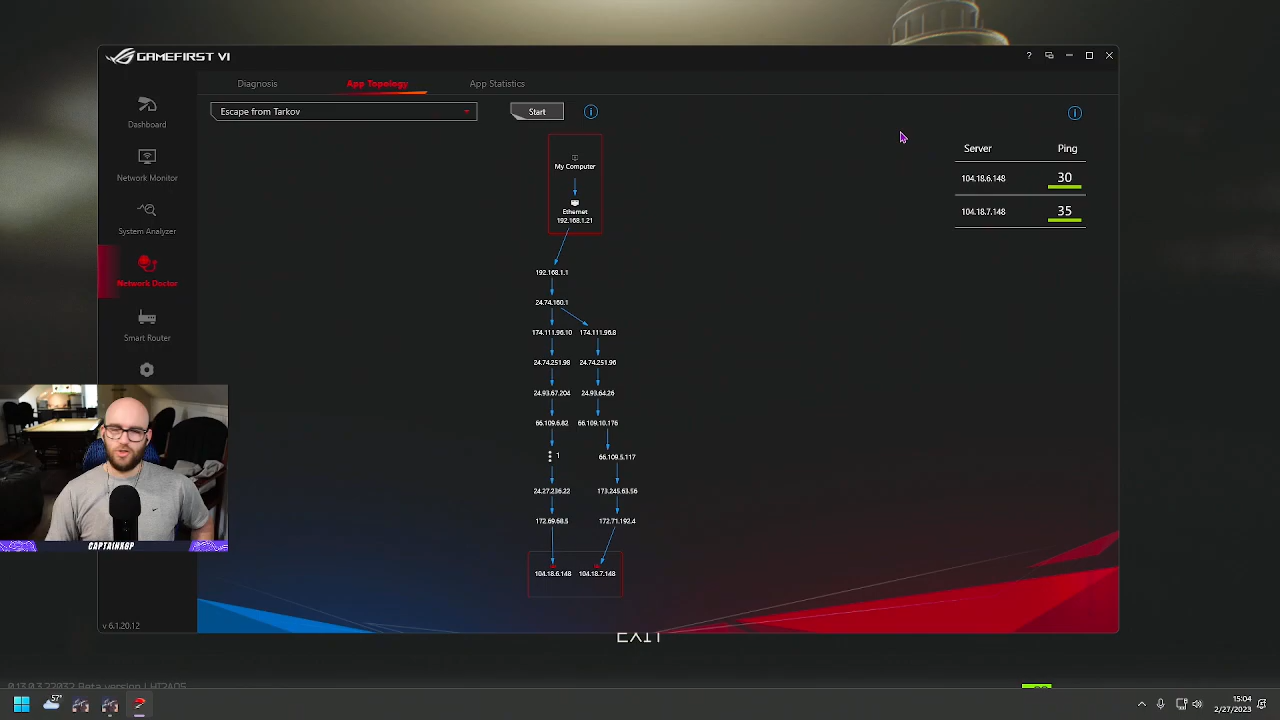 GAMEFIRST VI
?
Diagnosis
App Topology
App Statistics
Escape from Tarkov
Start
Dashboard
Network Monitor
System Analyzer
Network Doctor
Smart Router
My Computer
Ethernet
192.168.1.21
192.168.1.1
24.74.160.1
174.111.96.10 174.111.96.8
24.74.251.98 24.74.251.96
24.93.67.204 24.93.64.26
66.109.6.82 66.109.10.176
1 66.109.5.117
24.27.236.22 173.245.63.56
172.69.68.5 172.71.192.4
104.18.6.148 104.18.7.148
Server Ping
104.18.6.148 30
104.18.7.148 35
CAPTAINXGP
v 6.1.20.12
EXIT
57°
15:04
2/27/2023